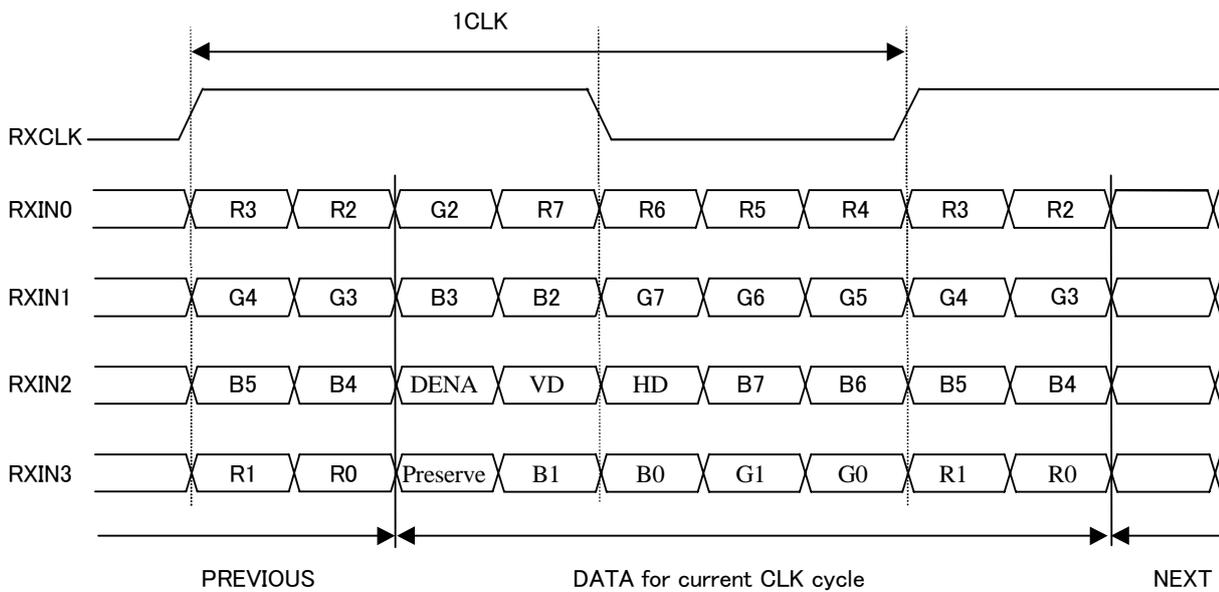 1CLK
RXCLK
RXIN0 R3 R2 G2 R7 R6 R5 R4 R3 R2
RXIN1 G4 G3 B3 B2 G7 G6 G5 G4 G3
RXIN2 B5 B4 DENA VD HD B7 B6 B5 B4
RXIN3 R1 R0 Preserve B1 B0 G1 G0 R1 R0
PREVIOUS DATA for current CLK cycle NEXT